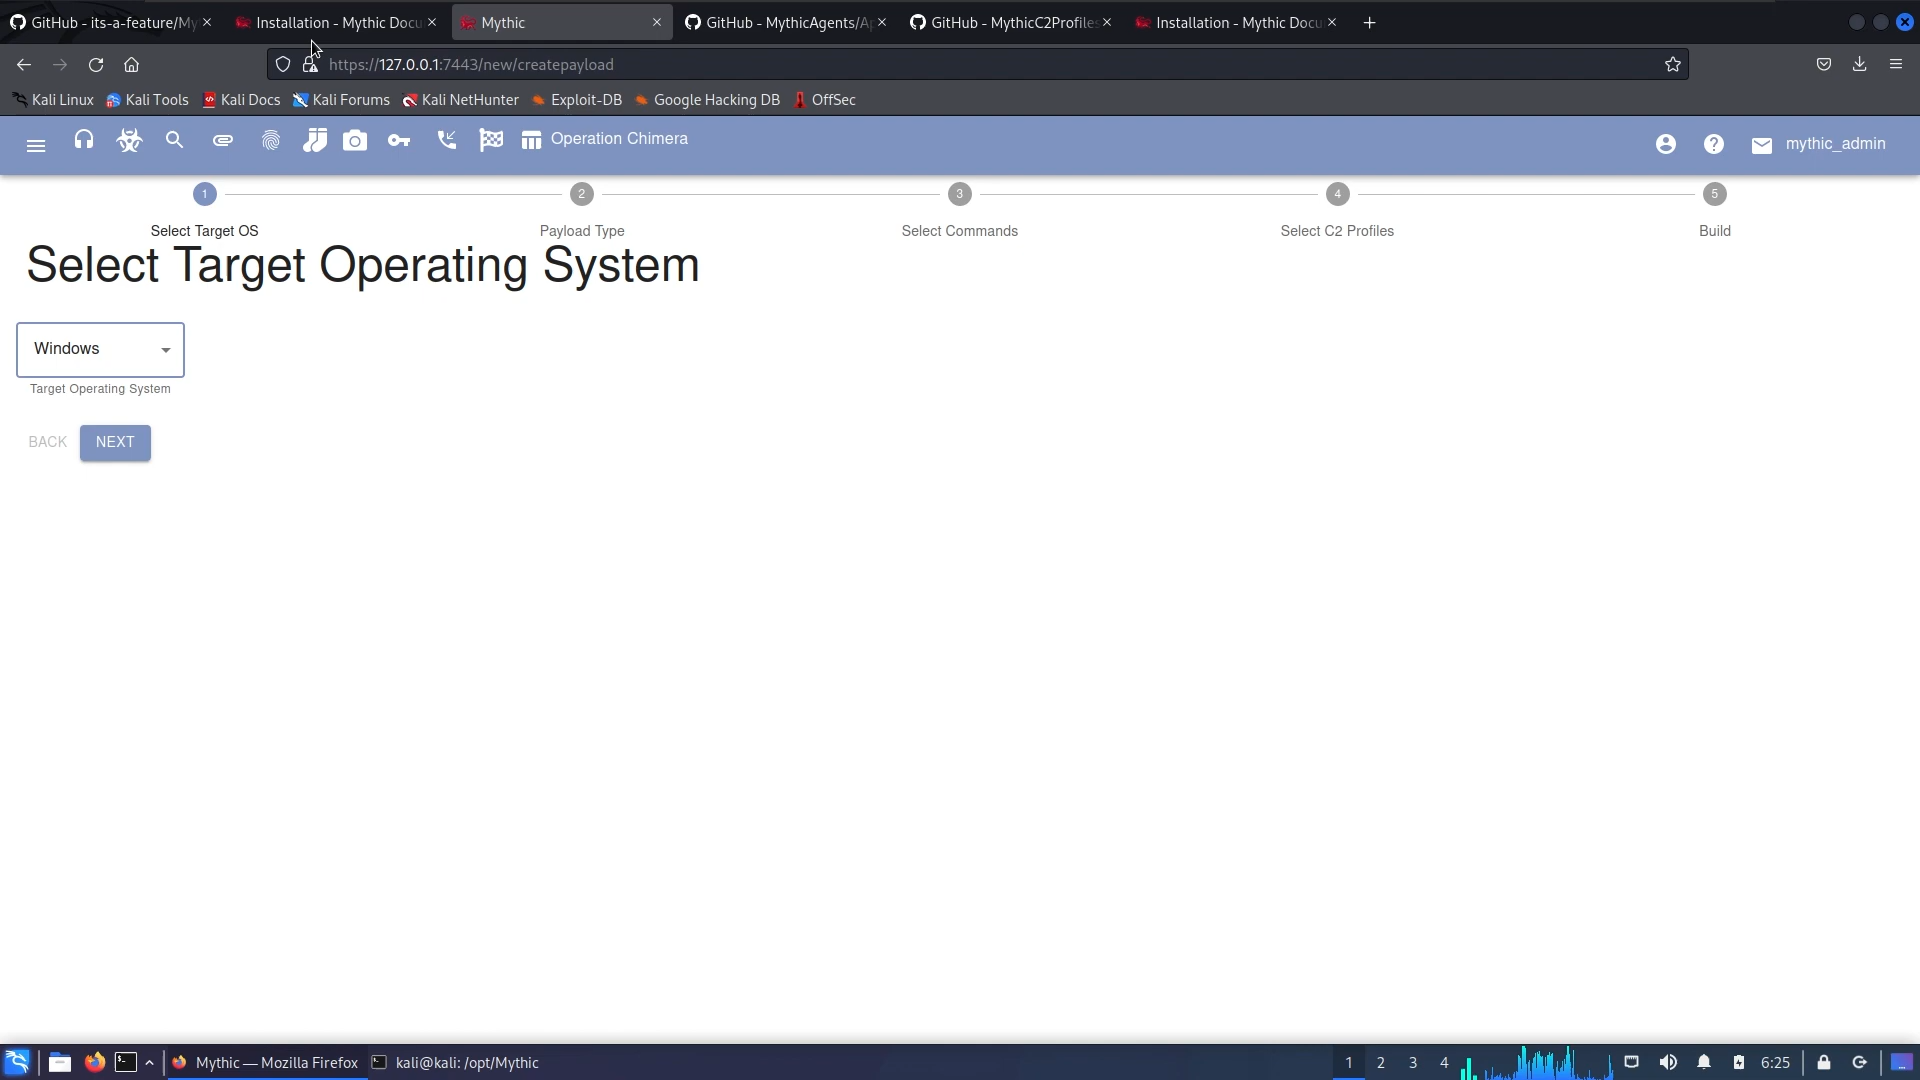 GitHub - its-a-feature/My
Installation - Mythic Docu
Mythic
GitHub - MythicAgents/Ap
GitHub - MythicC2Profiles
Installation - Mythic Docu
https://127.0.0.1:7443/new/createpayload
Kali Linux
Kali Tools
Kali Docs
Kali Forums
Kali NetHunter
Exploit-DB
Google Hacking DB
OffSec
Operation Chimera
mythic_admin
1
2
3
4
5
Select Target OS
Payload Type
Select Commands
Select C2 Profiles
Build
Select Target Operating System
Windows
Target Operating System
BACK
NEXT
Mythic — Mozilla Firefox
kali@kali: /opt/Mythic
1
2
3
4
6:25